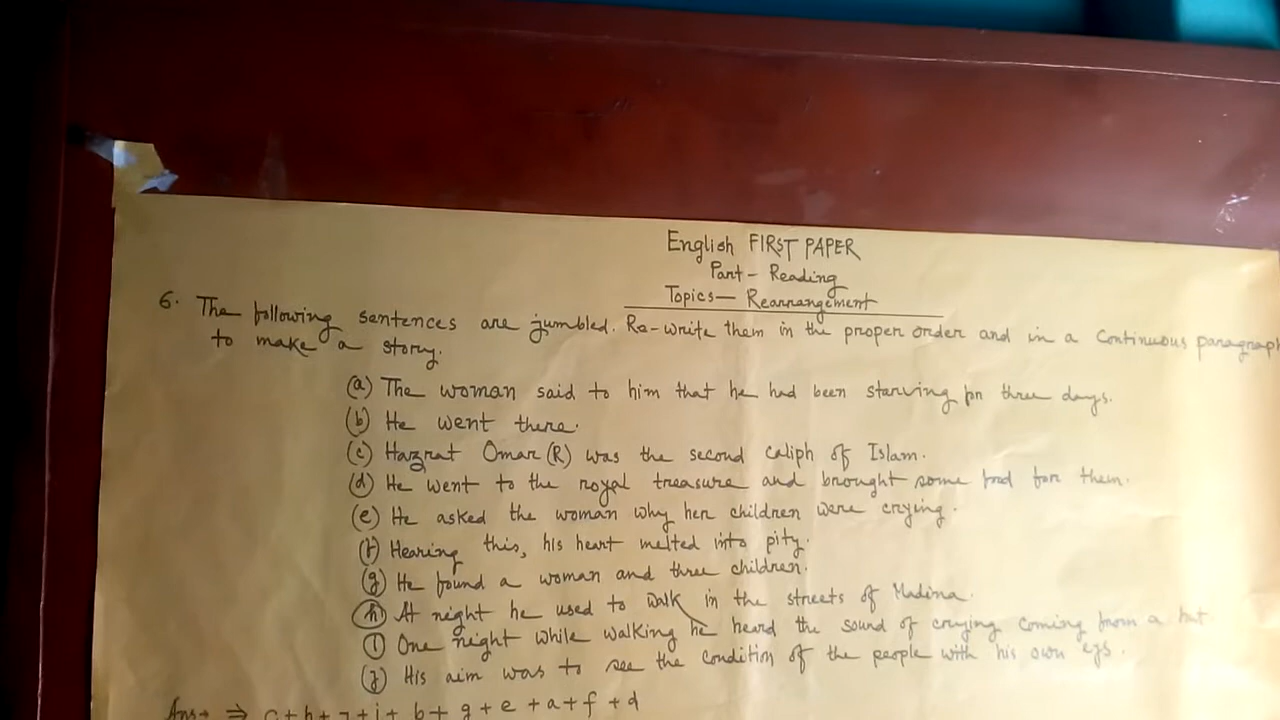 English FIRST PAPER
Part - Reading
Topics— Rearrangement
6. The following sentences are jumbled. Re-write them in the proper order and in a continuous paragraph
to make a story.
(a) The woman said to him that he had been starving for three days.
(b) He went there.
(c) Hazrat Omar (R) was the second caliph of Islam.
(d) He went to the royal treasure and brought some food for them.
(e) He asked the woman why her children were crying.
(f) Hearing this, his heart melted into pity.
(g) He found a woman and three children.
(h) At night he used to walk in the streets of Madina.
(i) One night while walking he heard the sound of crying coming from a hut
(j) His aim was to see the condition of the people with his own eys.
Ans→ ⇒ c+h+j+i+ b+ g+e+a+f+d